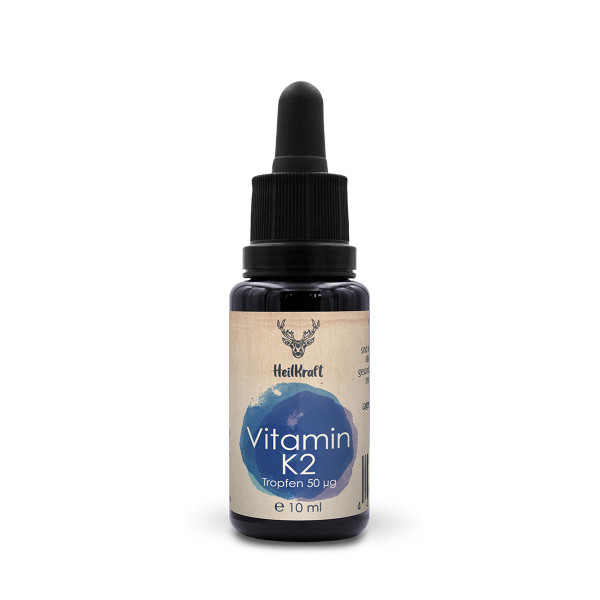 HeilKraft
Vitamin
K2
Tropfen 50 µg
℮ 10 ml